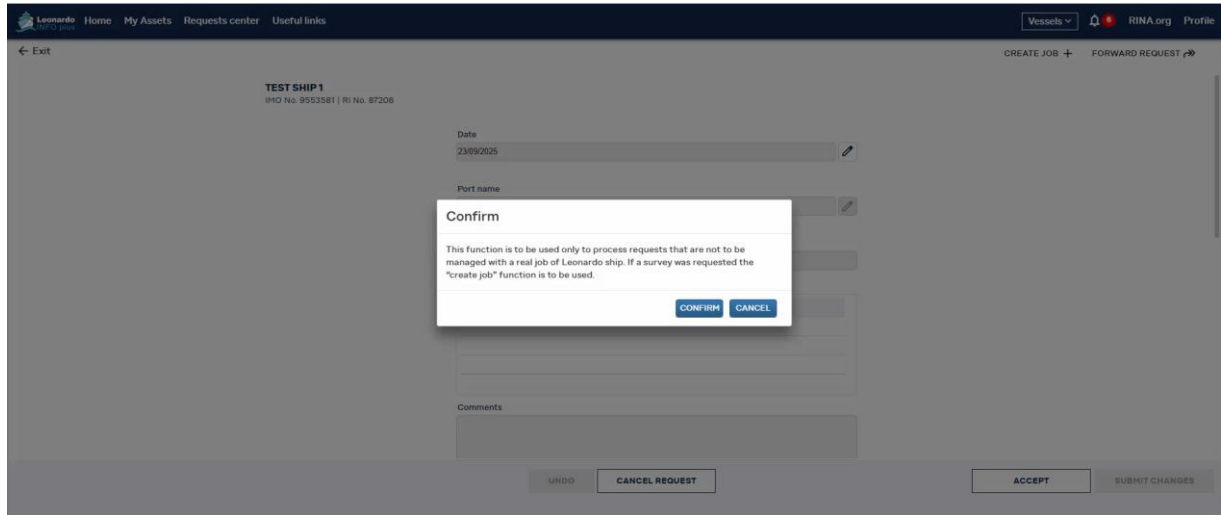 Leonardo Home My Assets Requests center Useful links Vessels RINA.org Profile
INFO plus
← Exit
CREATE JOB + FORWARD REQUEST
TEST SHIP 1
IMO No. 9553581 | RI No. 87206
Date
23/09/2025
Port name
Confirm
This function is to be used only to process requests that are not to be
managed with a real job of Leonardo ship. If a survey was requested the
"create job" function is to be used.
CONFIRM CANCEL
Comments
UNDO CANCEL REQUEST ACCEPT SUBMIT CHANGES